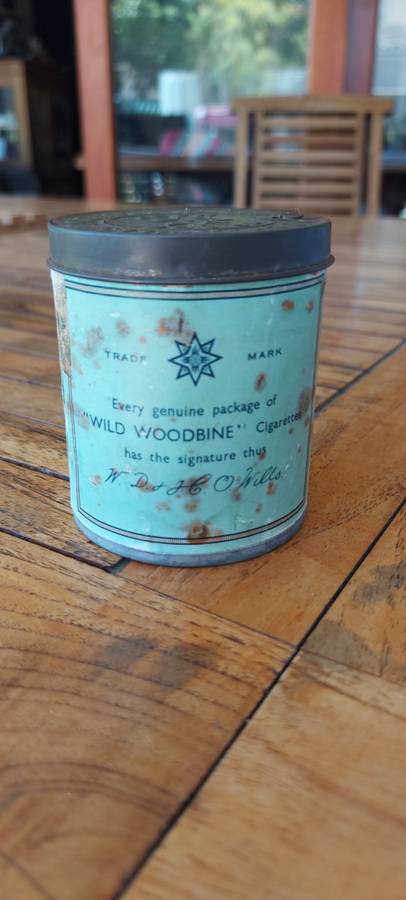 TRADE MARK
Every genuine package of
"WILD WOODBINE" Cigarettes
has the signature thus
W. D. & H. O. Wills.